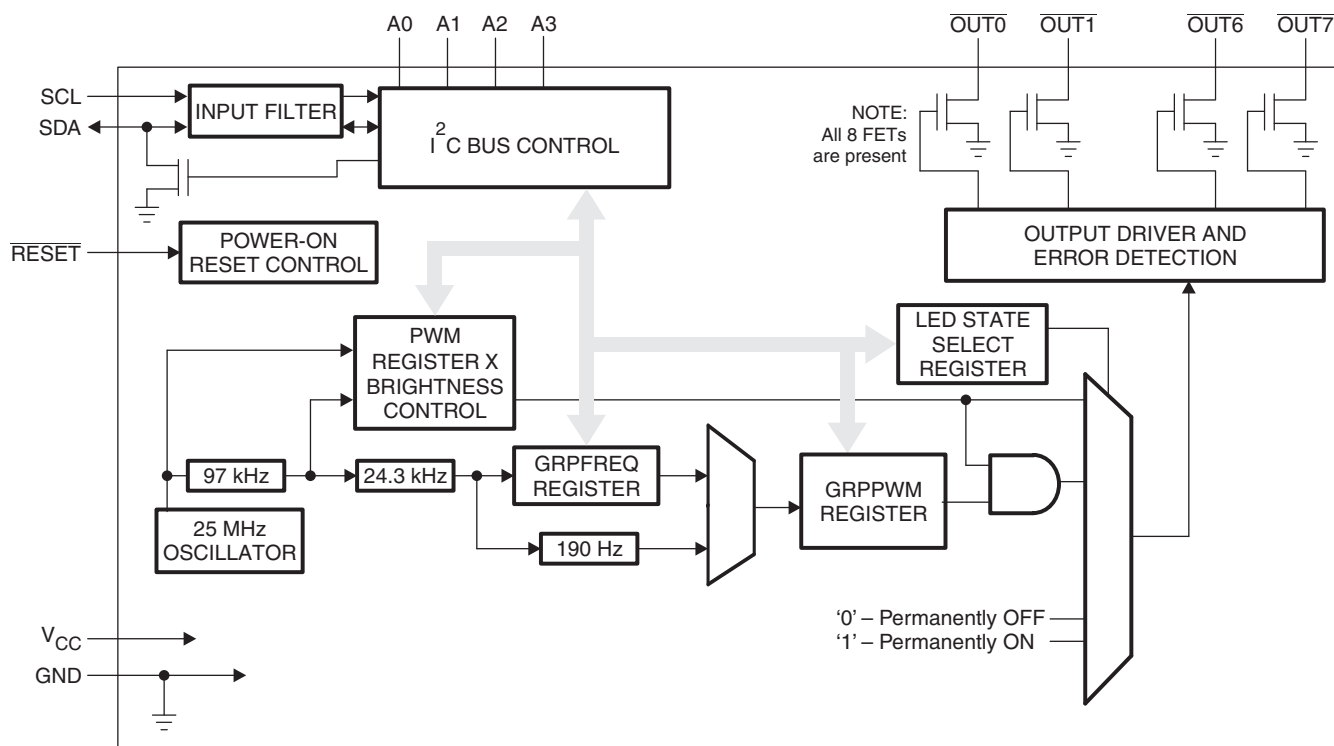 A0
A1
A2
A3
OUT0
OUT1
OUT6
OUT7
SCL
SDA
INPUT FILTER
I2C BUS CONTROL
NOTE:
All 8 FETs
are present
RESET
POWER-ON
RESET CONTROL
OUTPUT DRIVER AND
ERROR DETECTION
PWM
REGISTER X
BRIGHTNESS
CONTROL
LED STATE
SELECT
REGISTER
97 kHz
24.3 kHz
GRPFREQ
REGISTER
GRPPWM
REGISTER
25 MHz
OSCILLATOR
190 Hz
'0' – Permanently OFF
'1' – Permanently ON
VCC
GND